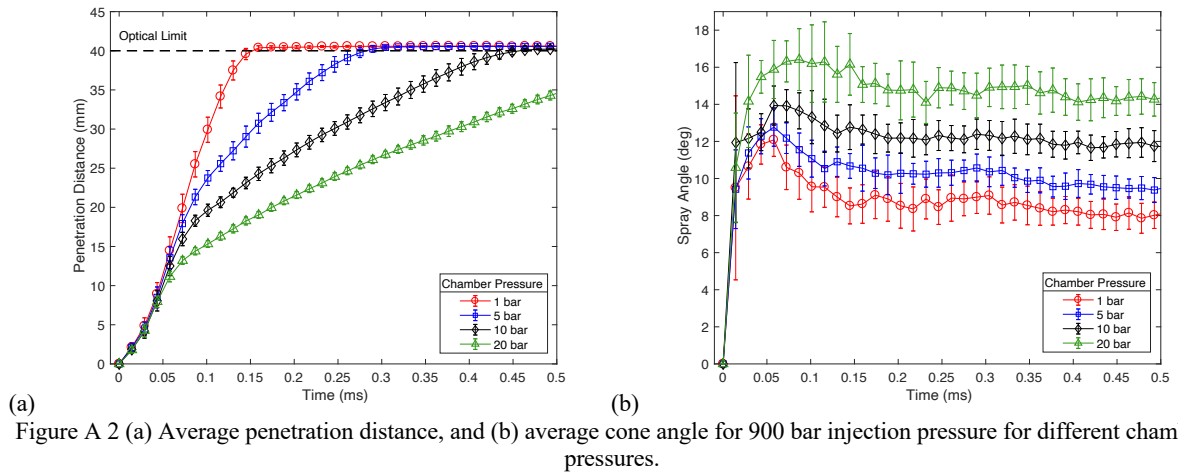 45
40
35
30
25
20
15
10
5
0
Penetration Distance (mm)
Optical Limit
Chamber Pressure
1 bar
5 bar
10 bar
20 bar
0
0.05
0.1
0.15
0.2
0.25
0.3
0.35
0.4
0.45
0.5
Time (ms)
(a)
18
16
14
12
10
8
6
4
2
0
Spray Angle (deg)
Chamber Pressure
1 bar
5 bar
10 bar
20 bar
0
0.05
0.1
0.15
0.2
0.25
0.3
0.35
0.4
0.45
0.5
Time (ms)
(b)
Figure A 2 (a) Average penetration distance, and (b) average cone angle for 900 bar injection pressure for different cham
pressures.